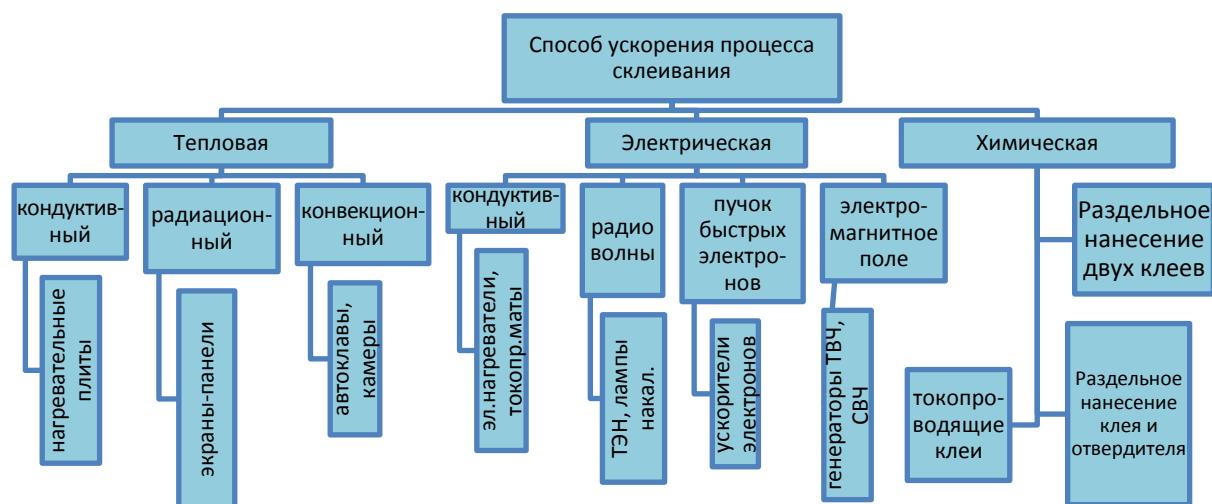 Способ ускорения процесса
склеивания
Тепловая
Электрическая
Химическая
кондуктив-
ный
радиацион-
ный
конвекцион-
ный
кондуктив-
ный
радио
волны
пучок
быстрых
электро-
нов
электро-
магнитное
поле
Раздельное
нанесение
двух клеев
нагревательные
плиты
экраны-панели
автоклавы,
камеры
эл.нагреватели,
токопр.маты
ТЭН, лампы
накал.
ускорители
электронов
генераторы ТВЧ,
СВЧ
токопро-
водящие
клеи
Раздельное
нанесение
клея и
отвердителя